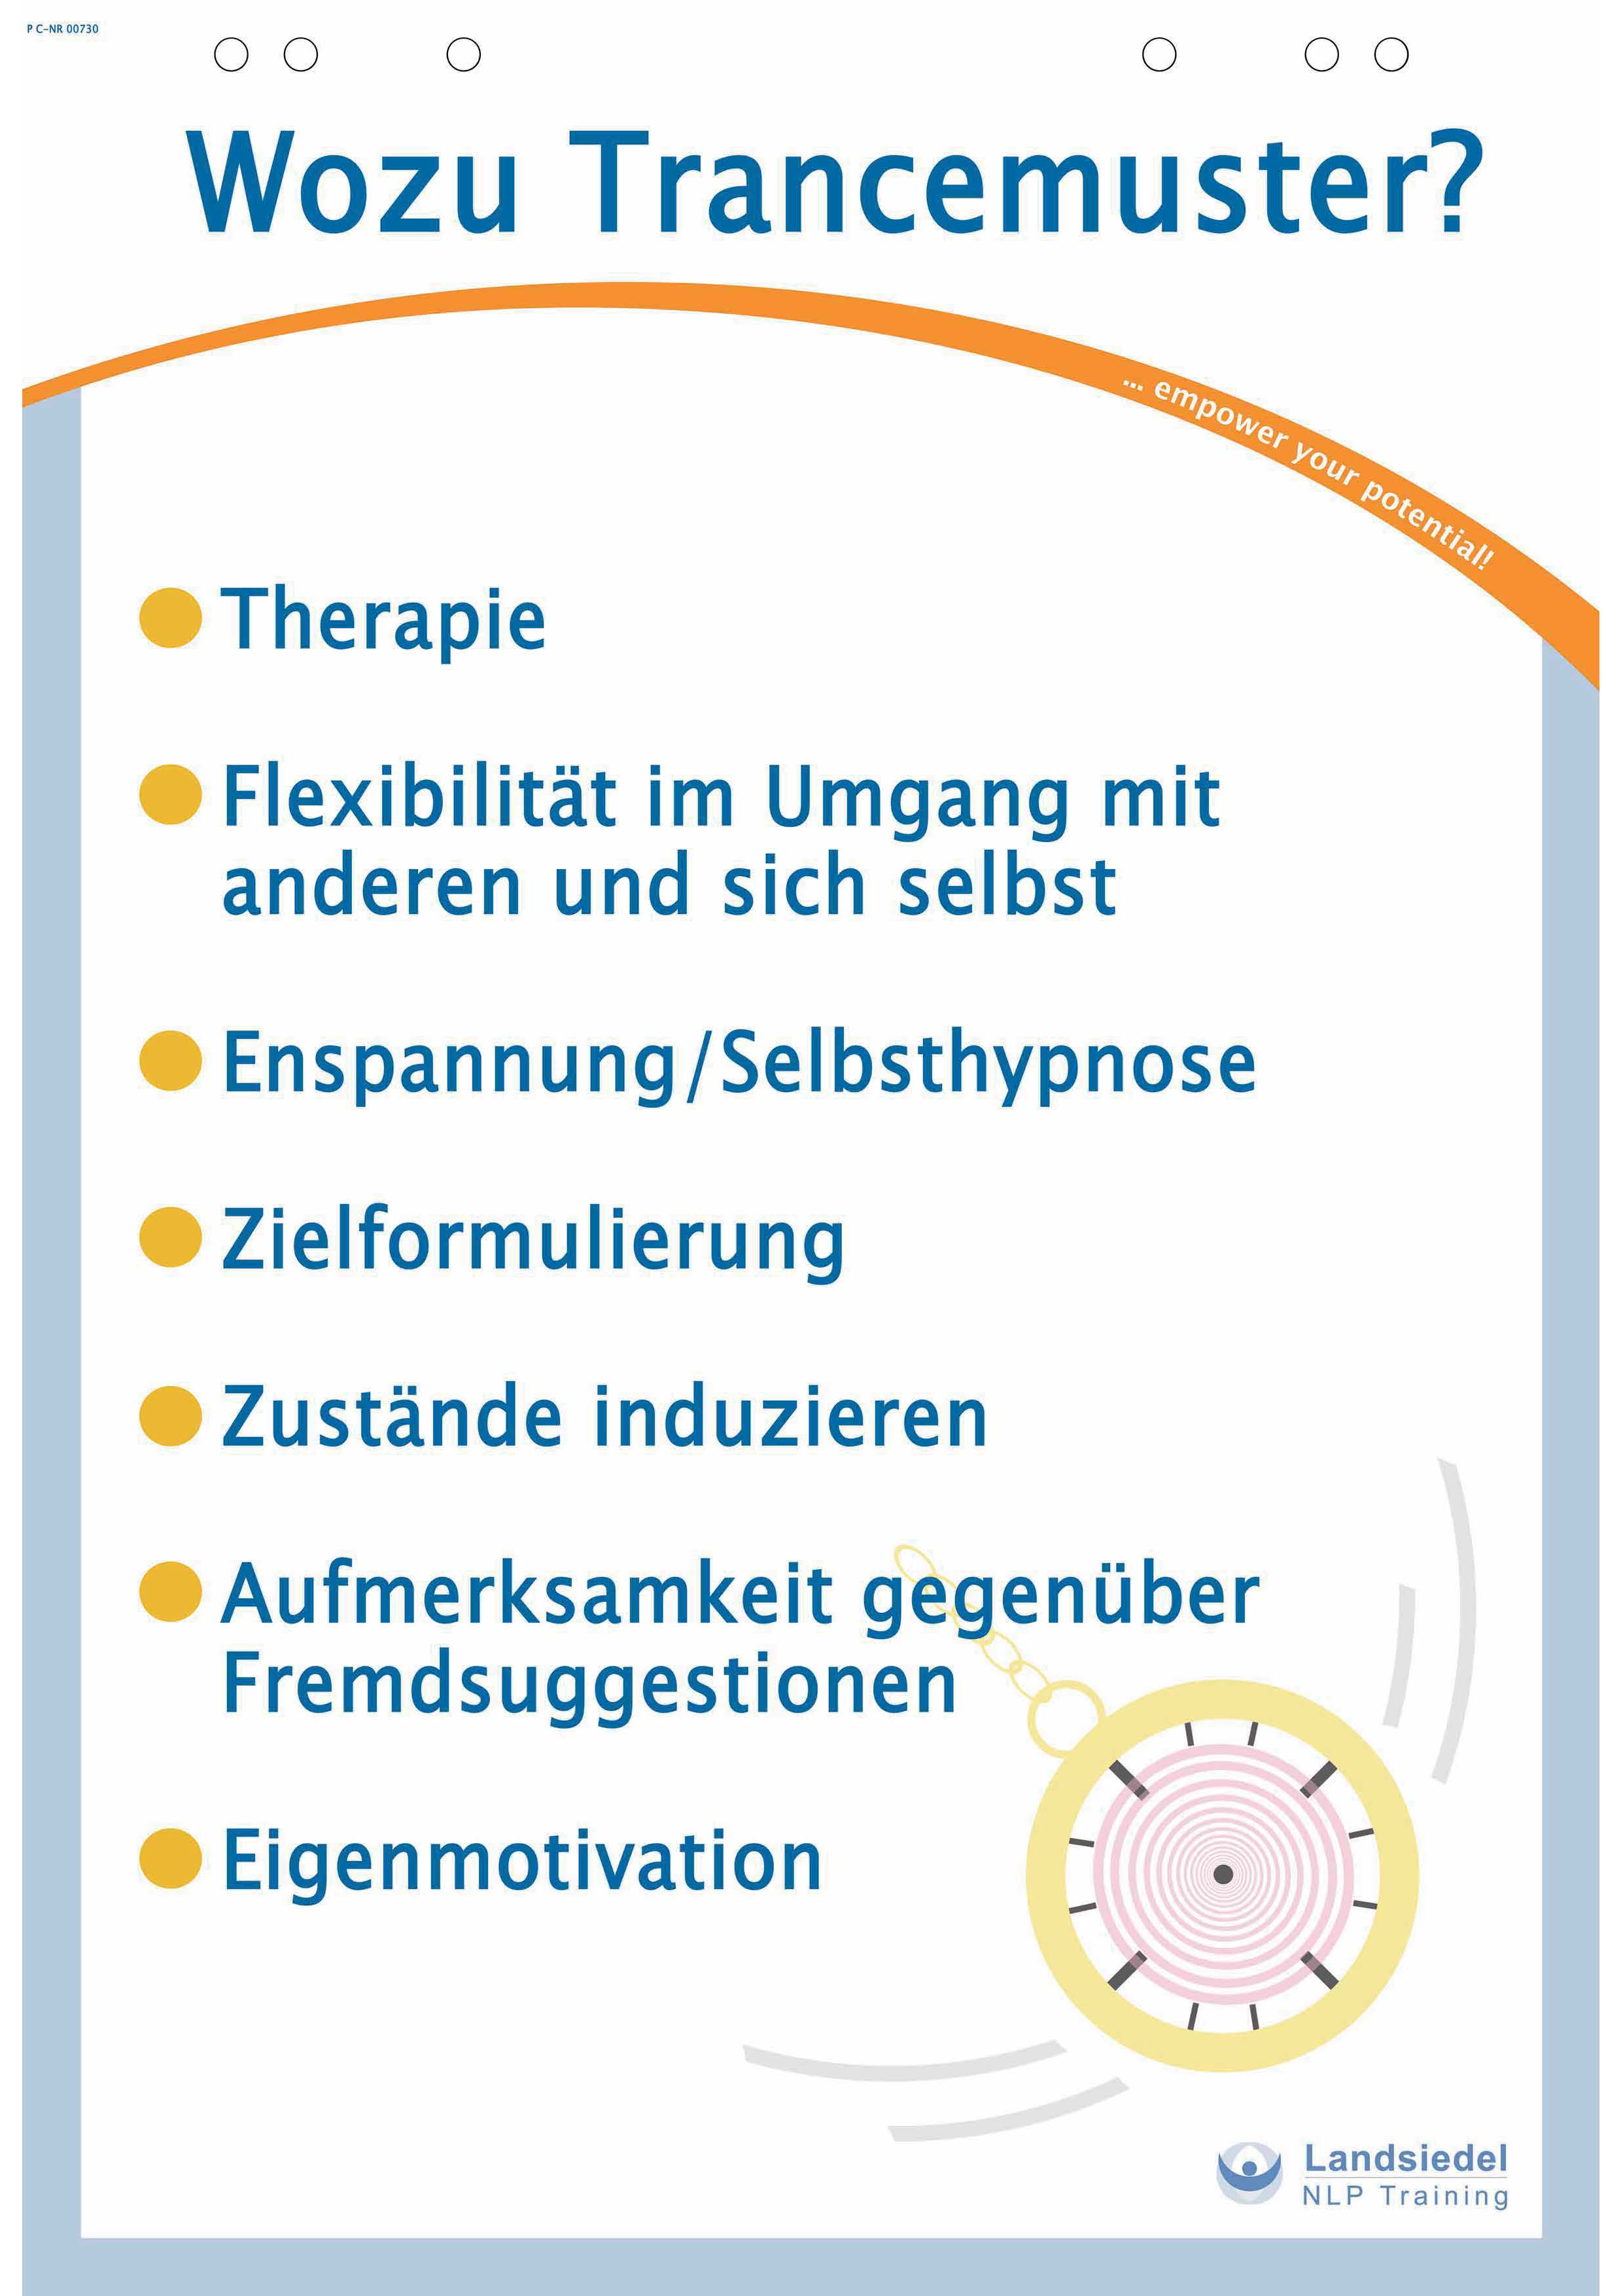 P C-NR 00730
Wozu Trancemuster?
... empower your potential!
Therapie
Flexibilität im Umgang mit
anderen und sich selbst
Enspannung/Selbsthypnose
Zielformulierung
Zustände induzieren
Aufmerksamkeit gegenüber
Fremdsuggestionen
Eigenmotivation
Landsiedel
NLP Training